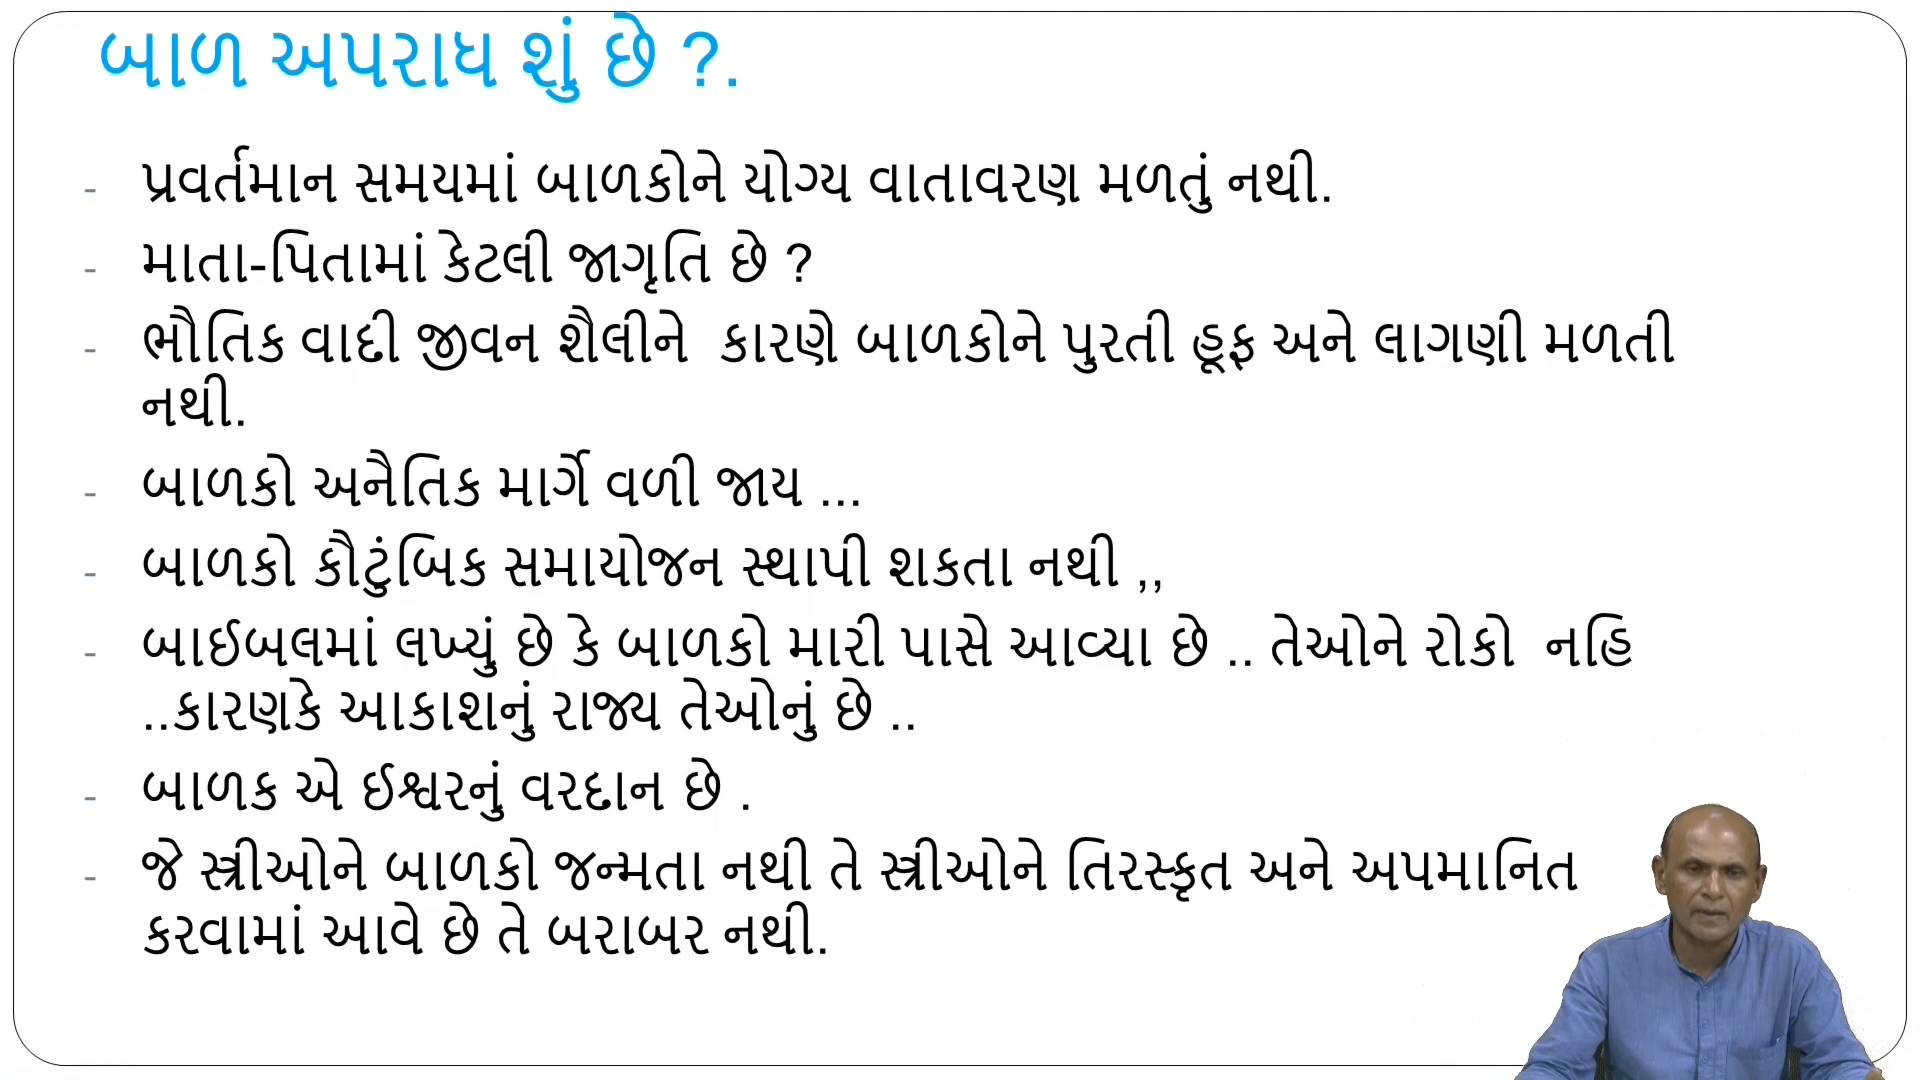 બાળ અપરાધ શું છે ?.
- પ્રવર્તમાન સમયમાં બાળકોને યોગ્ય વાતાવરણ મળતું નથી.
- માતા-પિતામાં કેટલી જાગૃતિ છે ?
- ભૌતિક વાદી જીવન શૈલીને  કારણે બાળકોને પુરતી હૂફ અને લાગણી મળતી
નથી.
- બાળકો અનૈતિક માર્ગે વળી જાય ...
- બાળકો કૌટુંબિક સમાયોજન સ્થાપી શકતા નથી ,,
- બાઈબલમાં લખ્યું છે કે બાળકો મારી પાસે આવ્યા છે .. તેઓને રોકો  નહિ
..કારણકે આકાશનું રાજ્ય તેઓનું છે ..
- બાળક એ ઈશ્વરનું વરદાન છે .
- જે સ્ત્રીઓને બાળકો જન્મતા નથી તે સ્ત્રીઓને તિરસ્કૃત અને અપમાનિત
કરવામાં આવે છે તે બરાબર નથી.